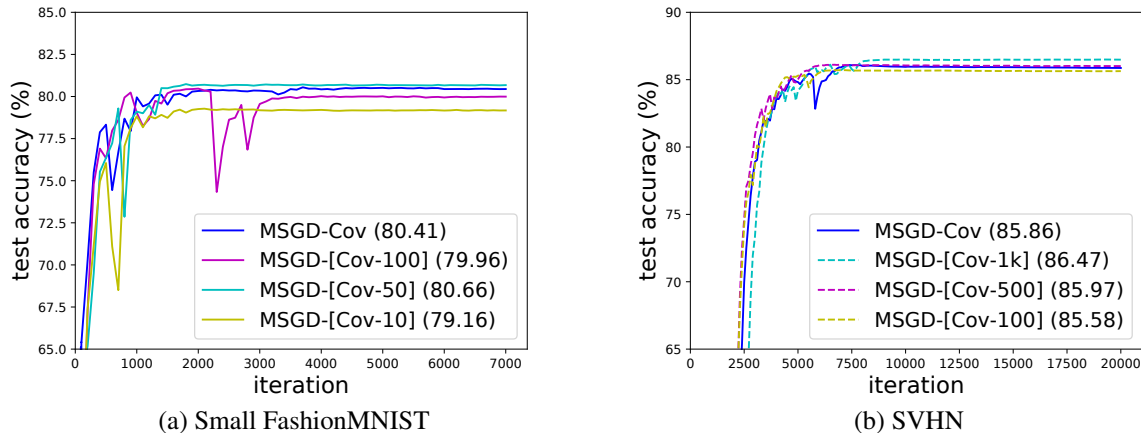 85.0
82.5
80.0
77.5
75.0
72.5
70.0
67.5
65.0
test accuracy (%)
MSGD-Cov (80.41)
MSGD-[Cov-100] (79.96)
MSGD-[Cov-50] (80.66)
MSGD-[Cov-10] (79.16)
0 1000 2000 3000 4000 5000 6000 7000
iteration
(a) Small FashionMNIST
90
85
80
75
70
65
test accuracy (%)
MSGD-Cov (85.86)
MSGD-[Cov-1k] (86.47)
MSGD-[Cov-500] (85.97)
MSGD-[Cov-100] (85.58)
0 2500 5000 7500 10000 12500 15000 17500 20000
iteration
(b) SVHN